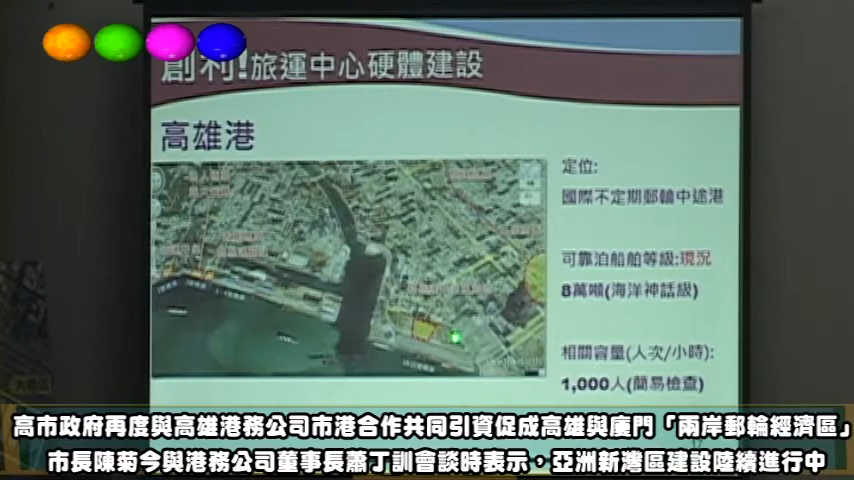 創利!旅運中心硬體建設
高雄港
定位:
國際不定期郵輪中途港
可靠泊船舶等級:現況
8萬噸(海洋神話級)
相關容量(人次/小時):
1,000人(簡易檢查)
高市政府再度與高雄港務公司市港合作共同引資促成高雄與廈門「兩岸郵輪經濟區」
市長陳菊今與港務公司董事長蕭丁訓會談時表示，亞洲新灣區建設陸續進行中